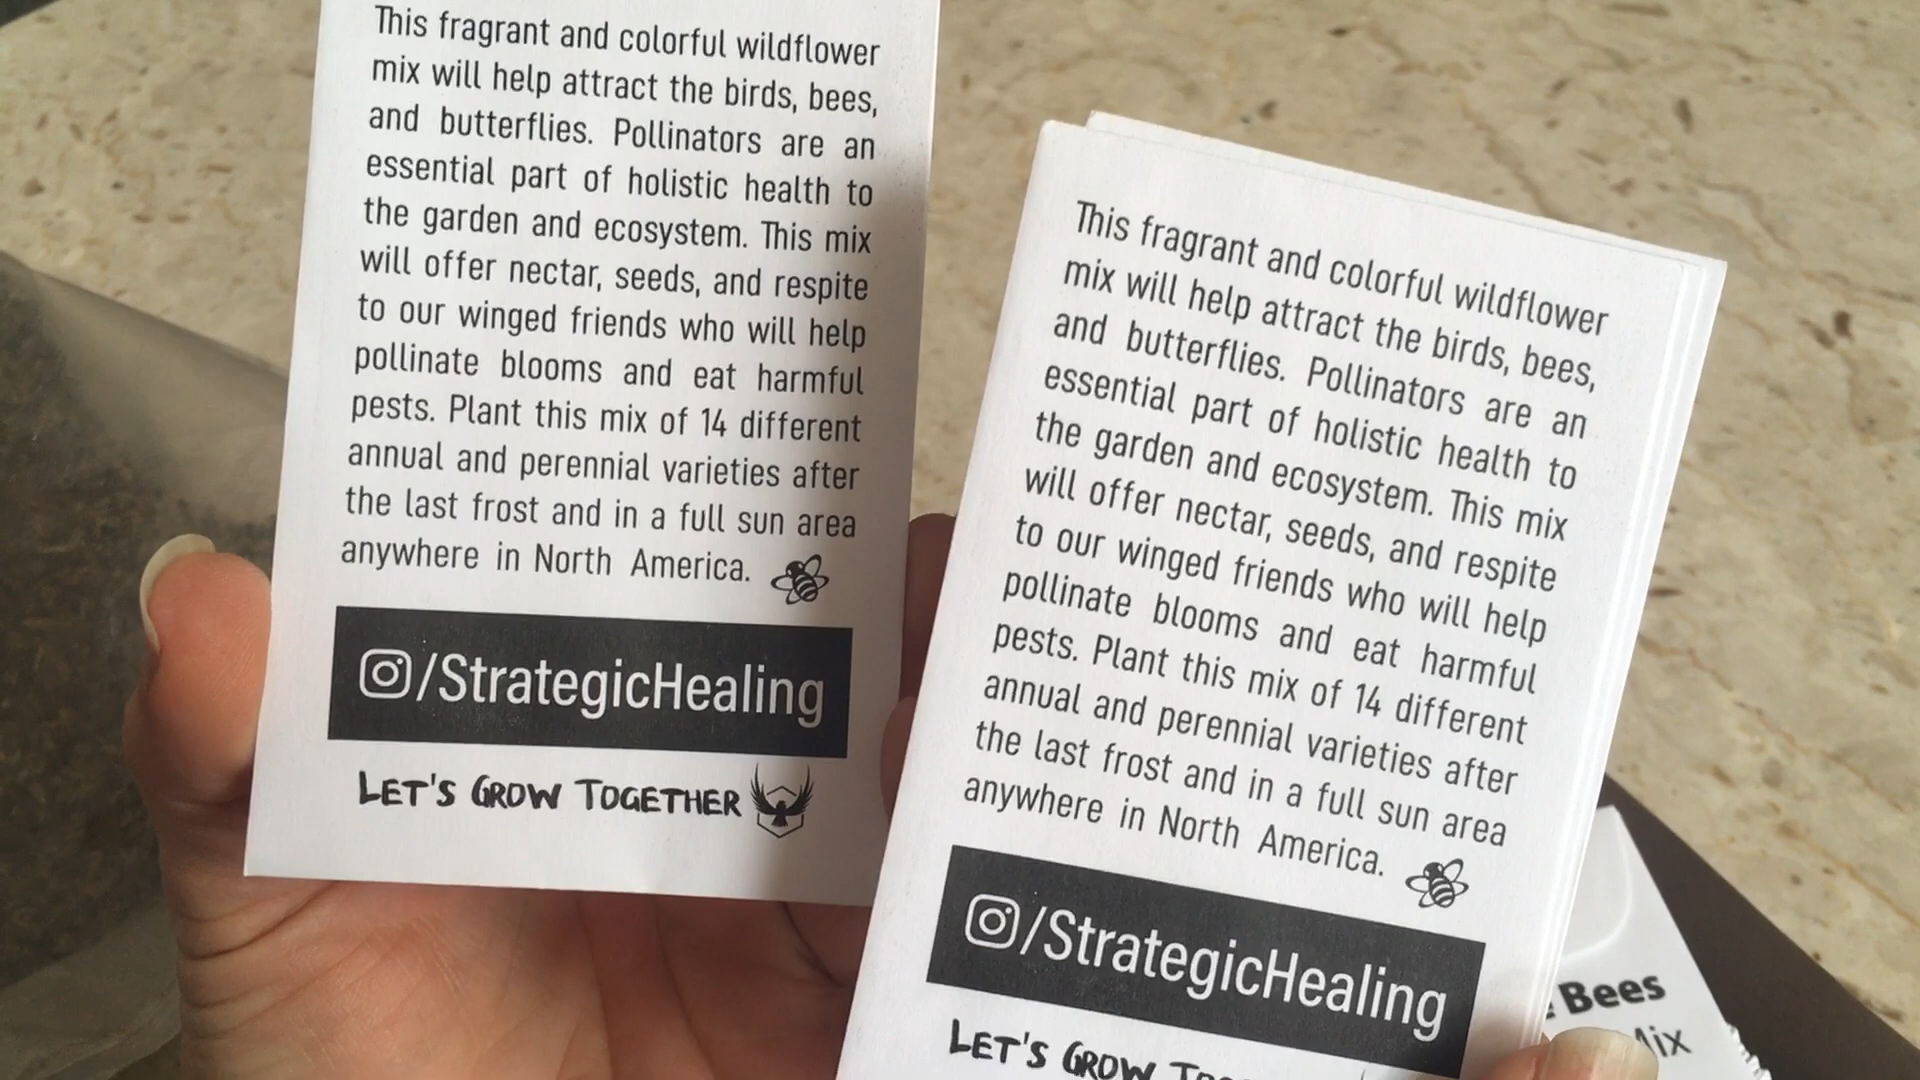 This fragrant and colorful wildflower
mix will help attract the birds, bees,
and butterflies. Pollinators are an
essential part of holistic health to
the garden and ecosystem. This mix
will offer nectar, seeds, and respite
to our winged friends who will help
pollinate blooms and eat harmful
pests. Plant this mix of 14 different
annual and perennial varieties after
the last frost and in a full sun area
anywhere in North America.
/StrategicHealing
LET'S GROW TOGETHER
This fragrant and colorful wildflower
mix will help attract the birds, bees,
and butterflies. Pollinators are an
essential part of holistic health to
the garden and ecosystem. This mix
will offer nectar, seeds, and respite
to our winged friends who will help
pollinate blooms and eat harmful
pests. Plant this mix of 14 different
annual and perennial varieties after
the last frost and in a full sun area
anywhere in North America.
/StrategicHealing
LET'S GROW
Bees
Mix